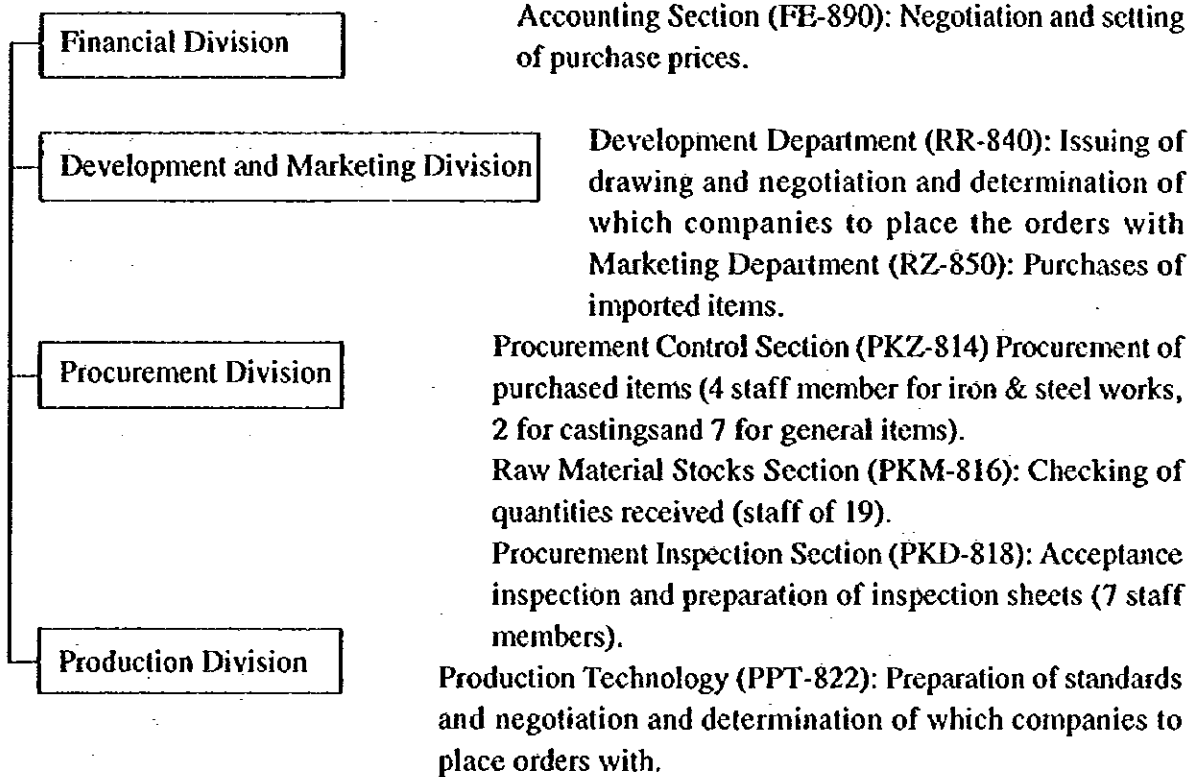 Financial Division
Accounting Section (FE-890): Negotiation and setting
of purchase prices.
Development and Marketing Division
Development Department (RR-840): Issuing of
drawing and negotiation and determination of
which companies to place the orders with
Marketing Department (RZ-850): Purchases of
imported items.
Procurement Division
Procurement Control Section (PKZ-814) Procurement of
purchased items (4 staff member for iron & steel works,
2 for castingsand 7 for general items).
Raw Material Stocks Section (PKM-816): Checking of
quantities received (staff of 19).
Procurement Inspection Section (PKD-818): Acceptance
inspection and preparation of inspection sheets (7 staff
members).
Production Division
Production Technology (PPT-822): Preparation of standards
and negotiation and determination of which companies to
place orders with.